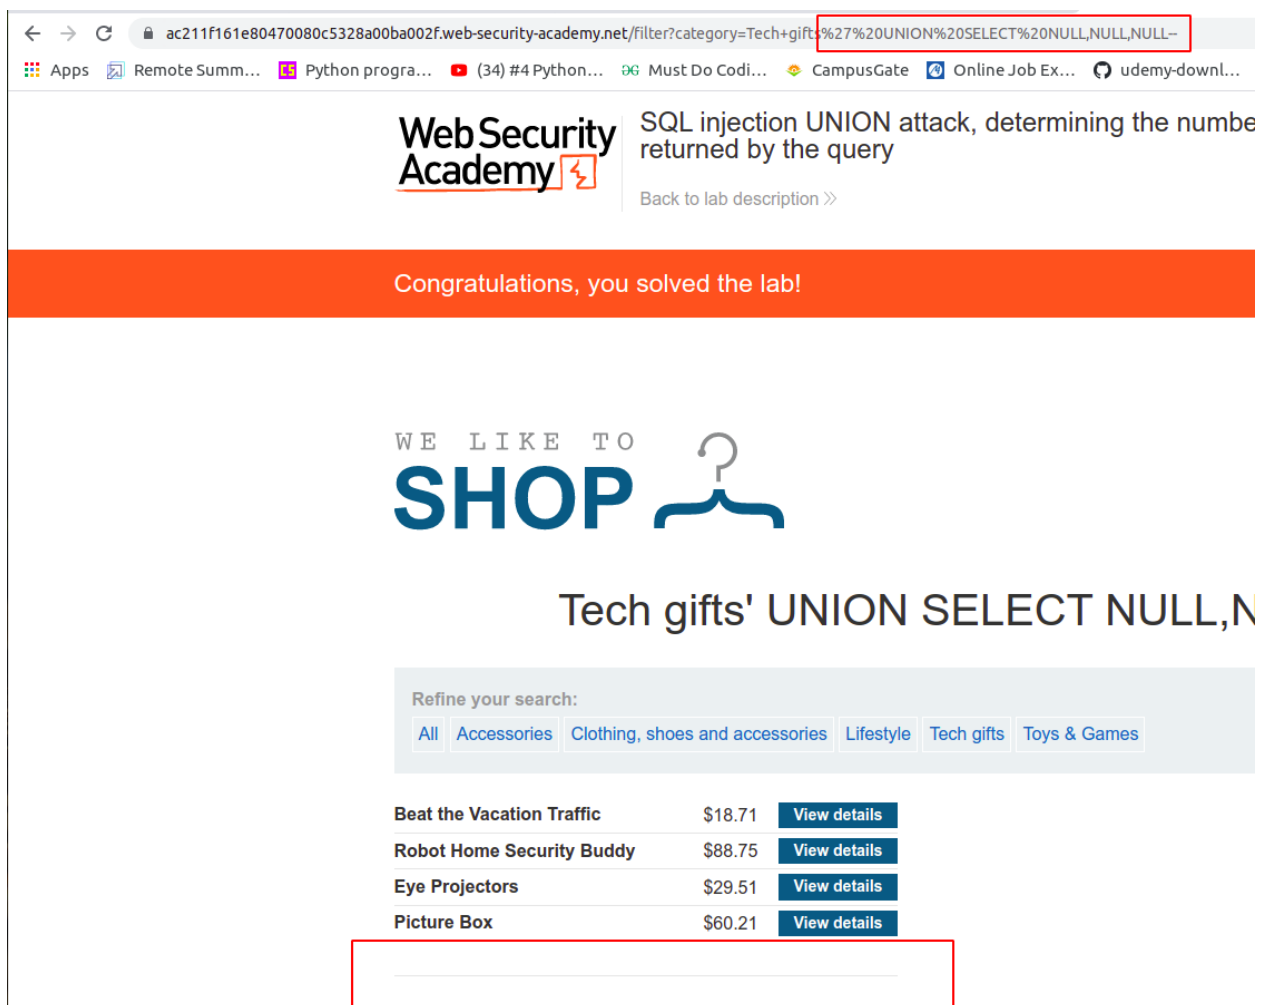 ac211f161e80470080c5328a00ba002f.web-security-academy.net/filter?category=Tech+gifts%27%20UNION%20SELECT%20NULL,NULL,NULL--
Apps Remote Summ... Python progra... (34) #4 Python... Must Do Codi... CampusGate Online Job Ex... udemy-downl...
WebSecurity
Academy
SQL injection UNION attack, determining the numbe
returned by the query
Back to lab description
Congratulations, you solved the lab!
WE LIKE TO
SHOP
Tech gifts' UNION SELECT NULL,N
Refine your search:
All Accessories Clothing, shoes and accessories Lifestyle Tech gifts Toys & Games
Beat the Vacation Traffic $18.71 View details
Robot Home Security Buddy $88.75 View details
Eye Projectors $29.51 View details
Picture Box $60.21 View details